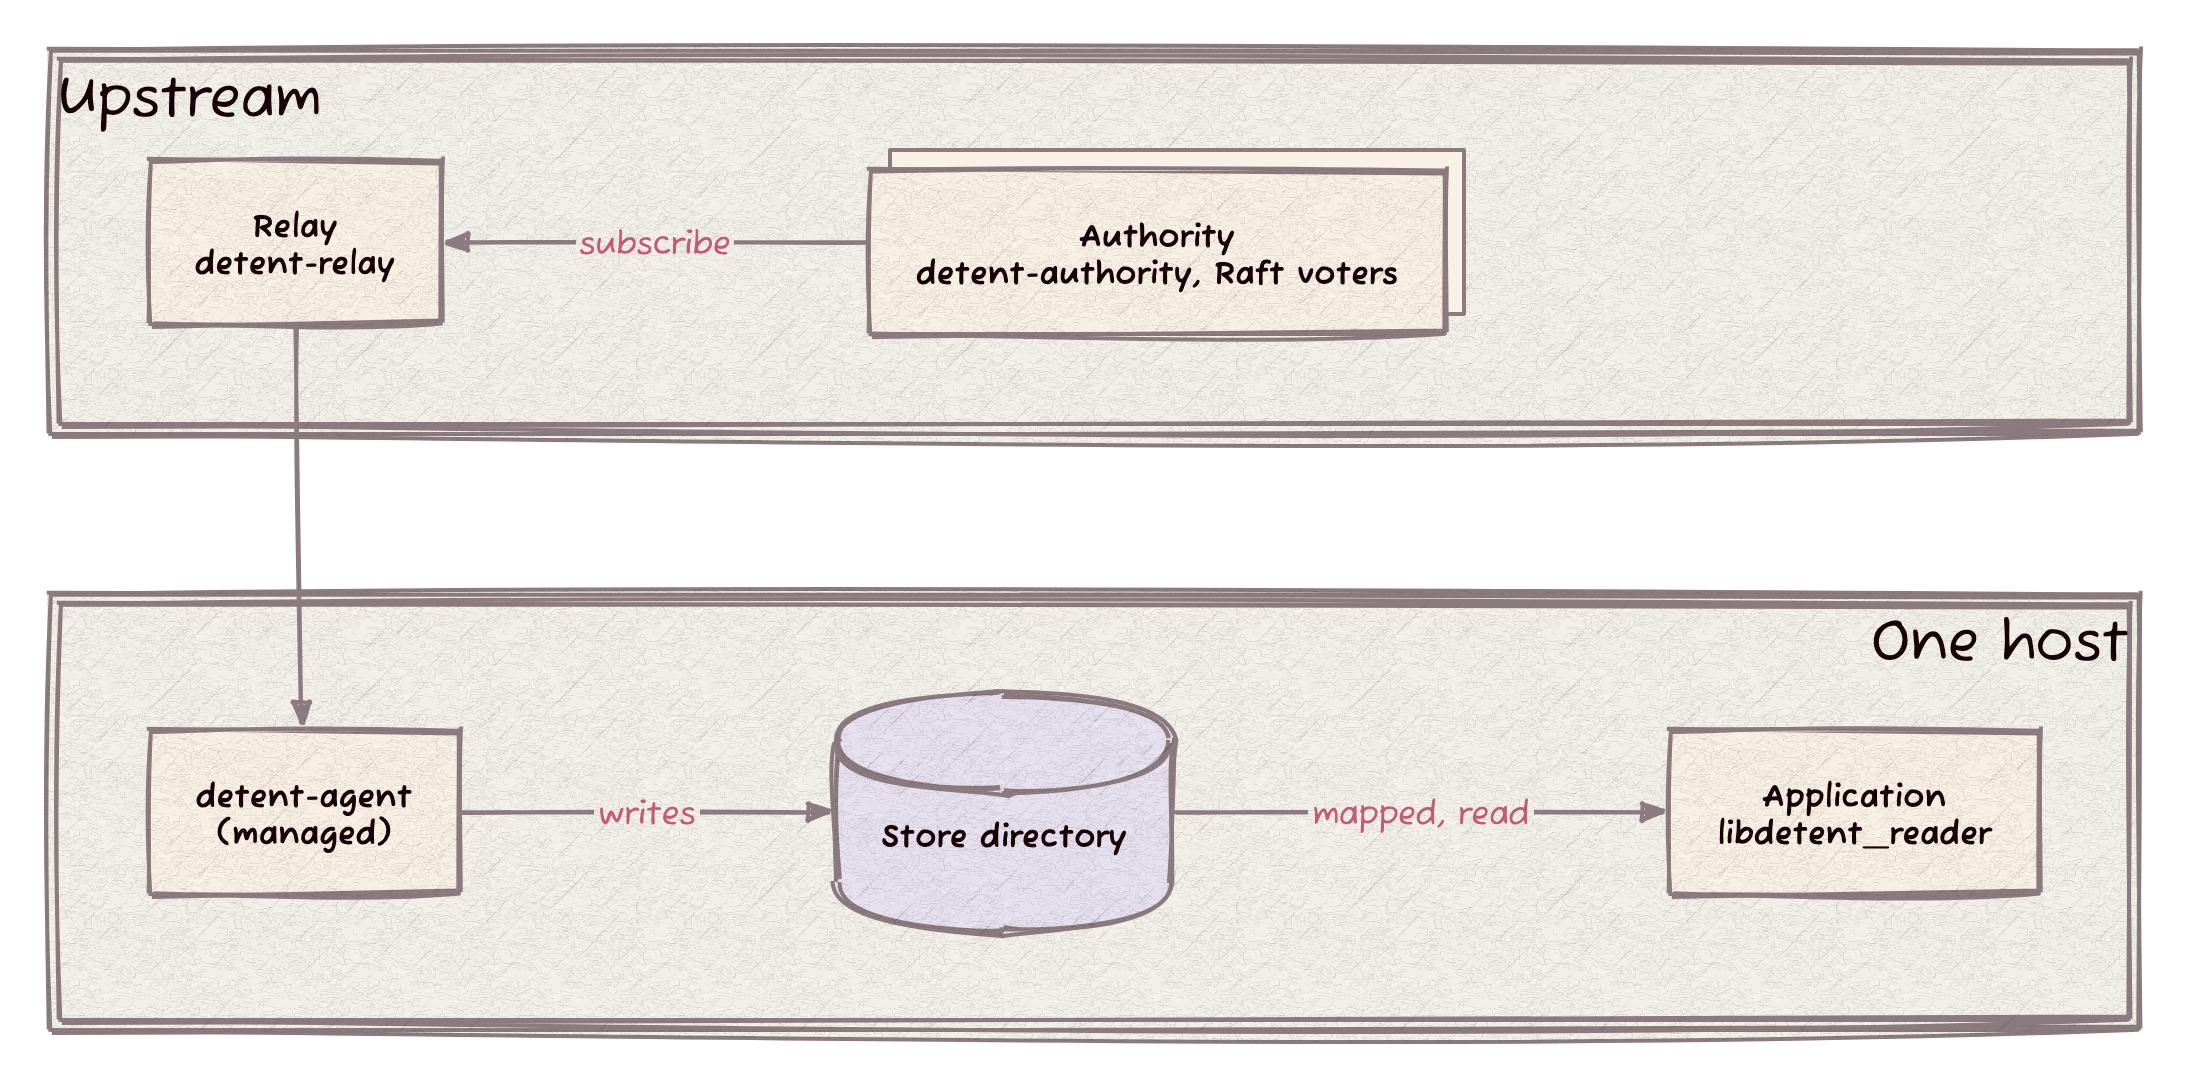 Upstream
Relay
detent-relay
subscribe
Authority
detent-authority, Raft voters
One host
detent-agent
(managed)
writes
Store directory
mapped, read
Application
libdetent_reader